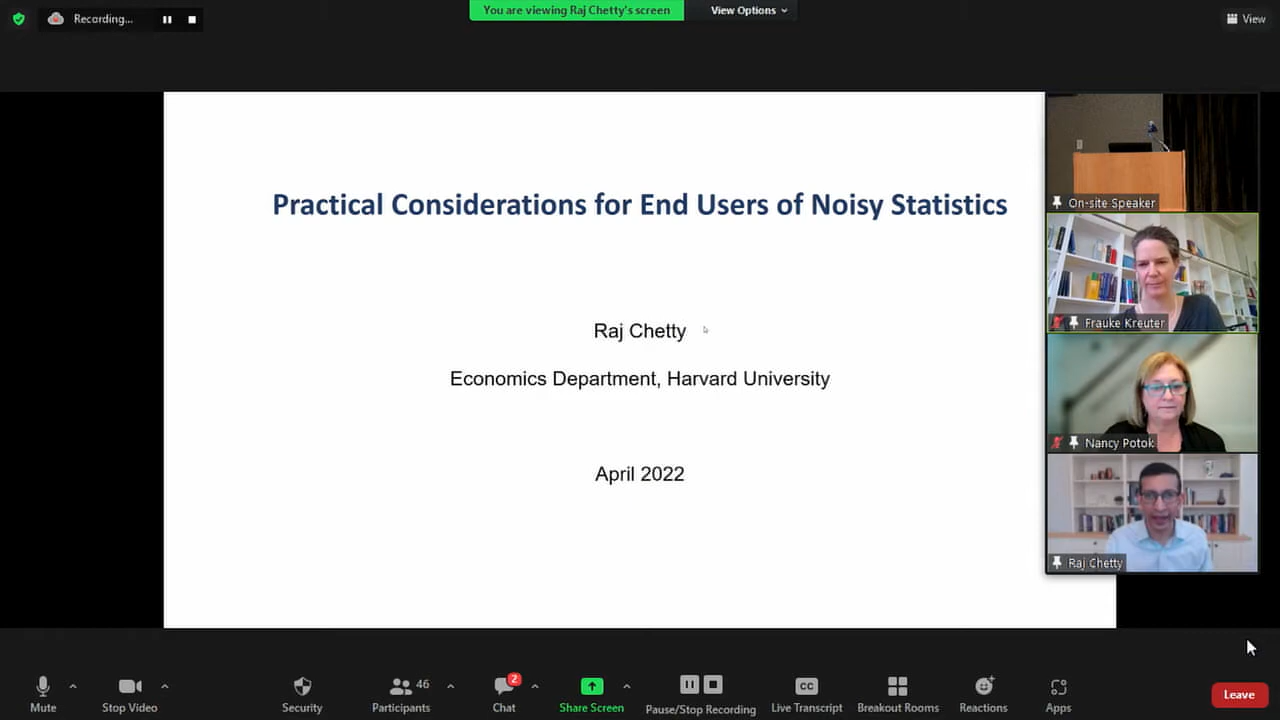 Recording...
You are viewing Raj Chetty's screen
View Options
View
Practical Considerations for End Users of Noisy Statistics
Raj Chetty
Economics Department, Harvard University
April 2022
On-site Speaker
Frauke Kreuter
Nancy Potok
Raj Chetty
Mute
Stop Video
Security
46
Participants
2
Chat
Share Screen
Pause/Stop Recording
CC
Live Transcript
Breakout Rooms
Reactions
Apps
Leave